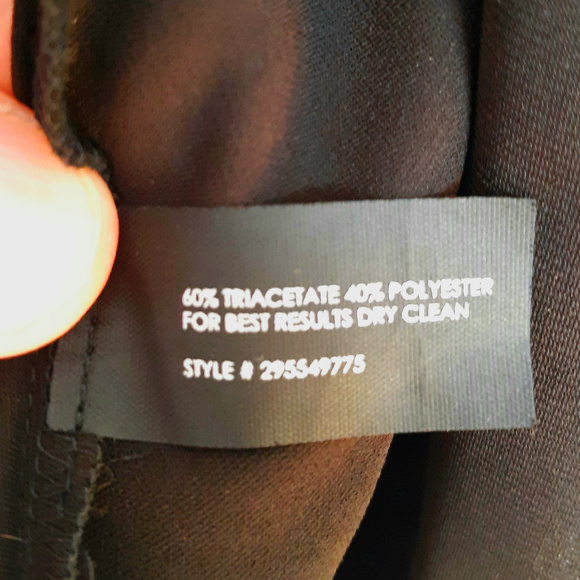 60% TRIACETATE 40% POLYESTER
FOR BEST RESULTS DRY CLEAN
STYLE # 295549775